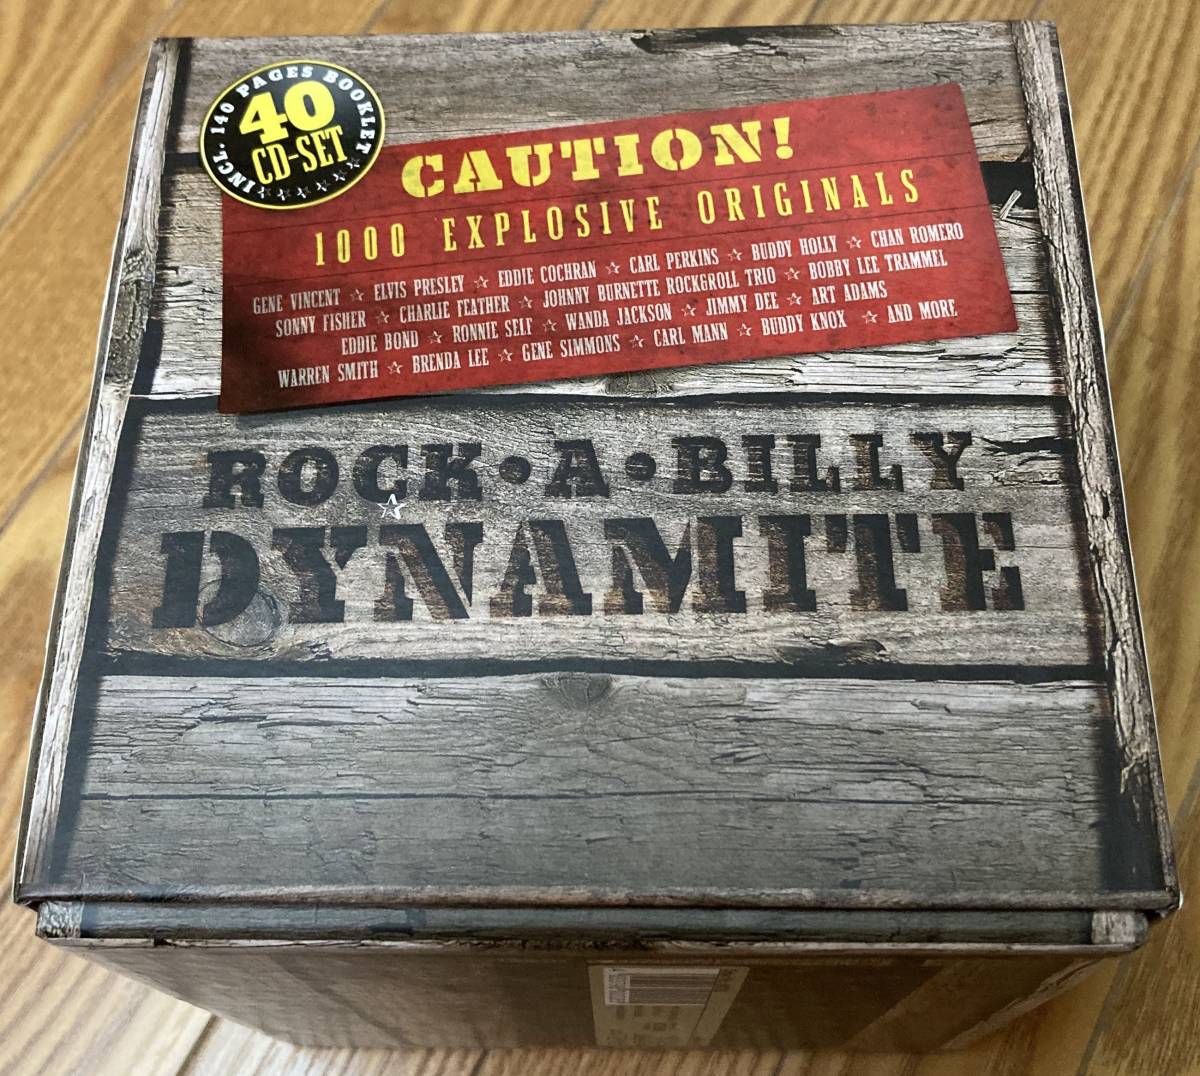 INCL. 140 PAGES BOOKLET
40
CD-SET
CAUTION!
1000 EXPLOSIVE ORIGINALS
GENE VINCENT ☆ ELVIS PRESLEY ☆ EDDIE COCHRAN ☆ CARL PERKINS ☆ BUDDY HOLLY ☆ CHAN ROMERO
SONNY FISHER ☆ CHARLIE FEATHER ☆ JOHNNY BURNETTE ROCK&ROLL TRIO ☆ BOBBY LEE TRAMMEL
EDDIE BOND ☆ RONNIE SELF ☆ WANDA JACKSON ☆ JIMMY DEE ☆ ART ADAMS
WARREN SMITH ☆ BRENDA LEE ☆ GENE SIMMONS ☆ CARL MANN ☆ BUDDY KNOX ☆ AND MORE
ROCK•A•BILLY
DYNAMITE